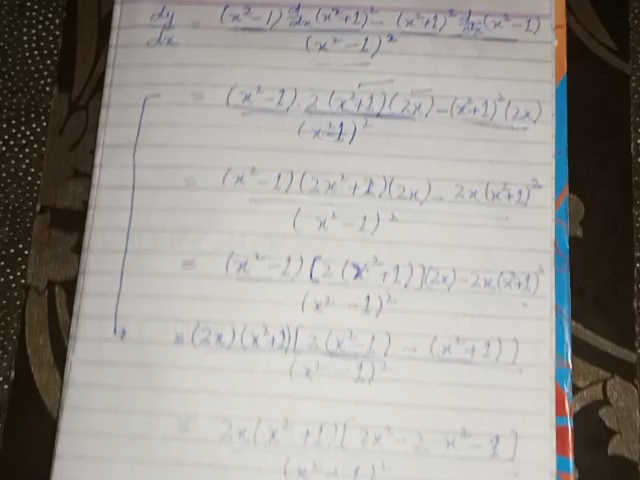 dy/dx = (x²-1) d/dx (x²+1)² - (x²+1)² d/dx (x²-1) / (x²-1)²
= (x²-1) . 2 (x²+1) (2x) - (x²+1)² (2x) / (x²-1)²
= (x²-1) (2x²+1) (2x) - 2x (x²+1)² / (x²-1)²
= (x²-1) [2 (x²+1)] (2x) - 2x (x²+1)² / (x²-1)²
= (2x) (x²+1) [2 (x²-1) - (x²+1)] / (x²-1)²
= 2x (x²+1) [2x²-2 - x²-1] / (x²-1)²